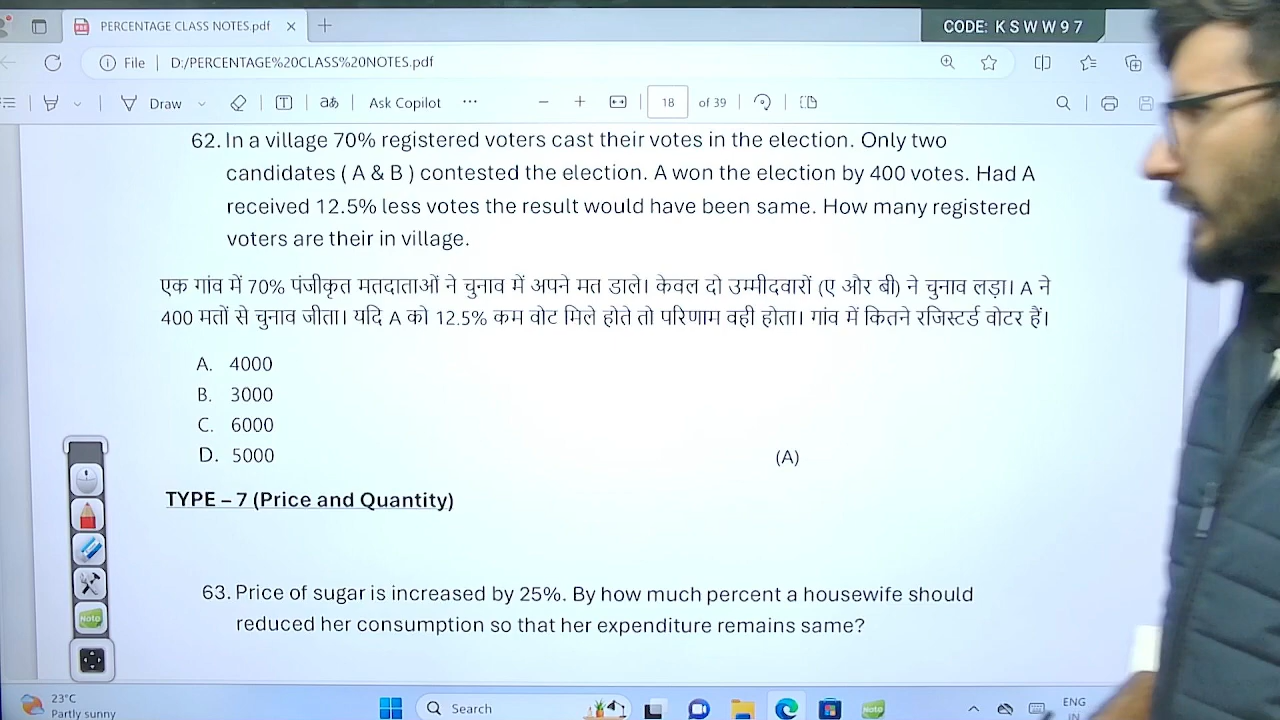 PERCENTAGE CLASS NOTES.pdf
CODE: K S W W 9 7
File
D:/PERCENTAGE%20CLASS%20NOTES.pdf
Draw
aあ
Ask Copilot
18 of 39
62. In a village 70% registered voters cast their votes in the election. Only two
candidates ( A & B ) contested the election. A won the election by 400 votes. Had A
received 12.5% less votes the result would have been same. How many registered
voters are their in village.
एक गांव में 70% पंजीकृत मतदाताओं ने चुनाव में अपने मत डाले। केवल दो उम्मीदवारों (ए और बी) ने चुनाव लड़ा। A ने
400 मतों से चुनाव जीता। यदि A को 12.5% कम वोट मिले होते तो परिणाम वही होता। गांव में कितने रजिस्टर्ड वोटर हैं।
A. 4000
B. 3000
C. 6000
D. 5000
(A)
TYPE – 7 (Price and Quantity)
63. Price of sugar is increased by 25%. By how much percent a housewife should
reduced her consumption so that her expenditure remains same?
Note
23°C
Partly sunny
Search
Note
ENG
IN